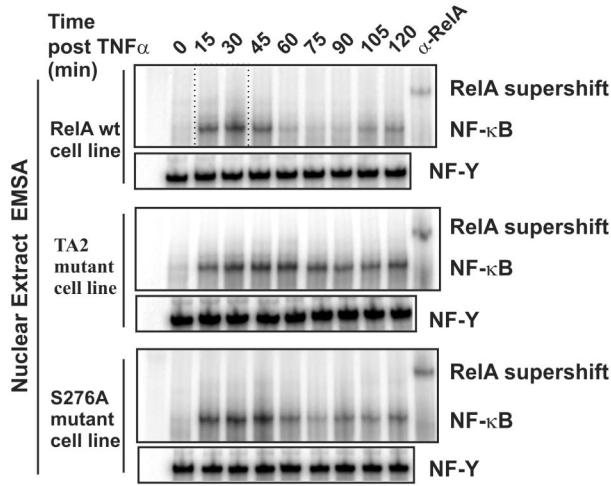 Time
post TNFα
(min)
0 15 30 45 60 75 90 105 120 α-RelA
Nuclear Extract EMSA
RelA wt
cell line
RelA supershift
NF-κB
NF-Y
TA2
mutant
cell line
RelA supershift
NF-κB
NF-Y
S276A
mutant
cell line
RelA supershift
NF-κB
NF-Y